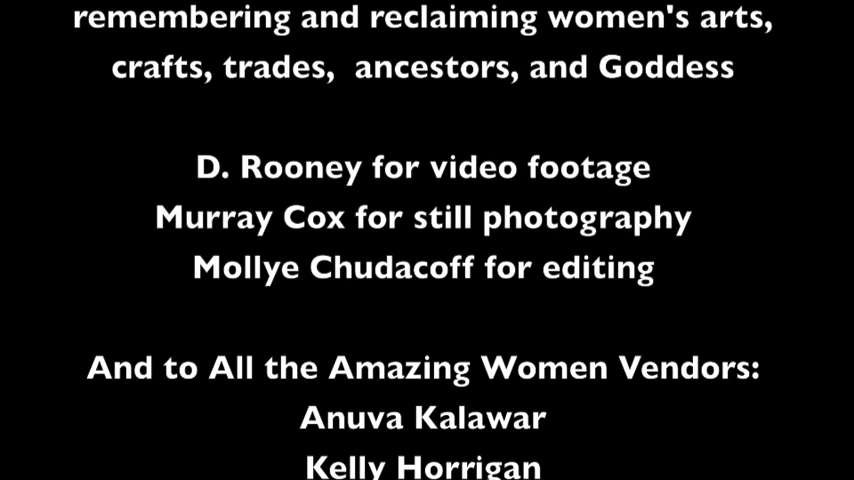 remembering and reclaiming women's arts,
crafts, trades,  ancestors, and Goddess
D. Rooney for video footage
Murray Cox for still photography
Mollye Chudacoff for editing
And to All the Amazing Women Vendors:
Anuva Kalawar
Kelly Horrigan